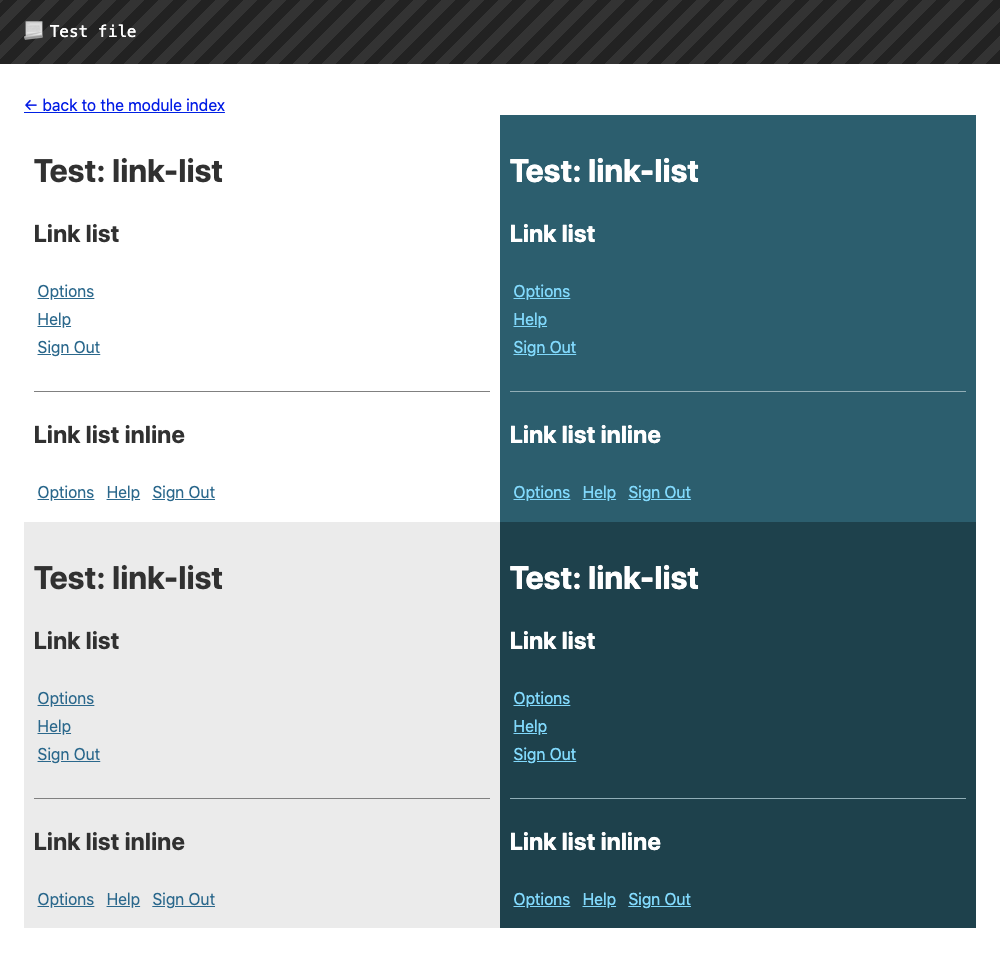 Test file
← back to the module index
Test: link-list
Link list
Options
Help
Sign Out
Link list inline
Options Help Sign Out
Test: link-list
Link list
Options
Help
Sign Out
Link list inline
Options Help Sign Out
Test: link-list
Link list
Options
Help
Sign Out
Link list inline
Options Help Sign Out
Test: link-list
Link list
Options
Help
Sign Out
Link list inline
Options Help Sign Out